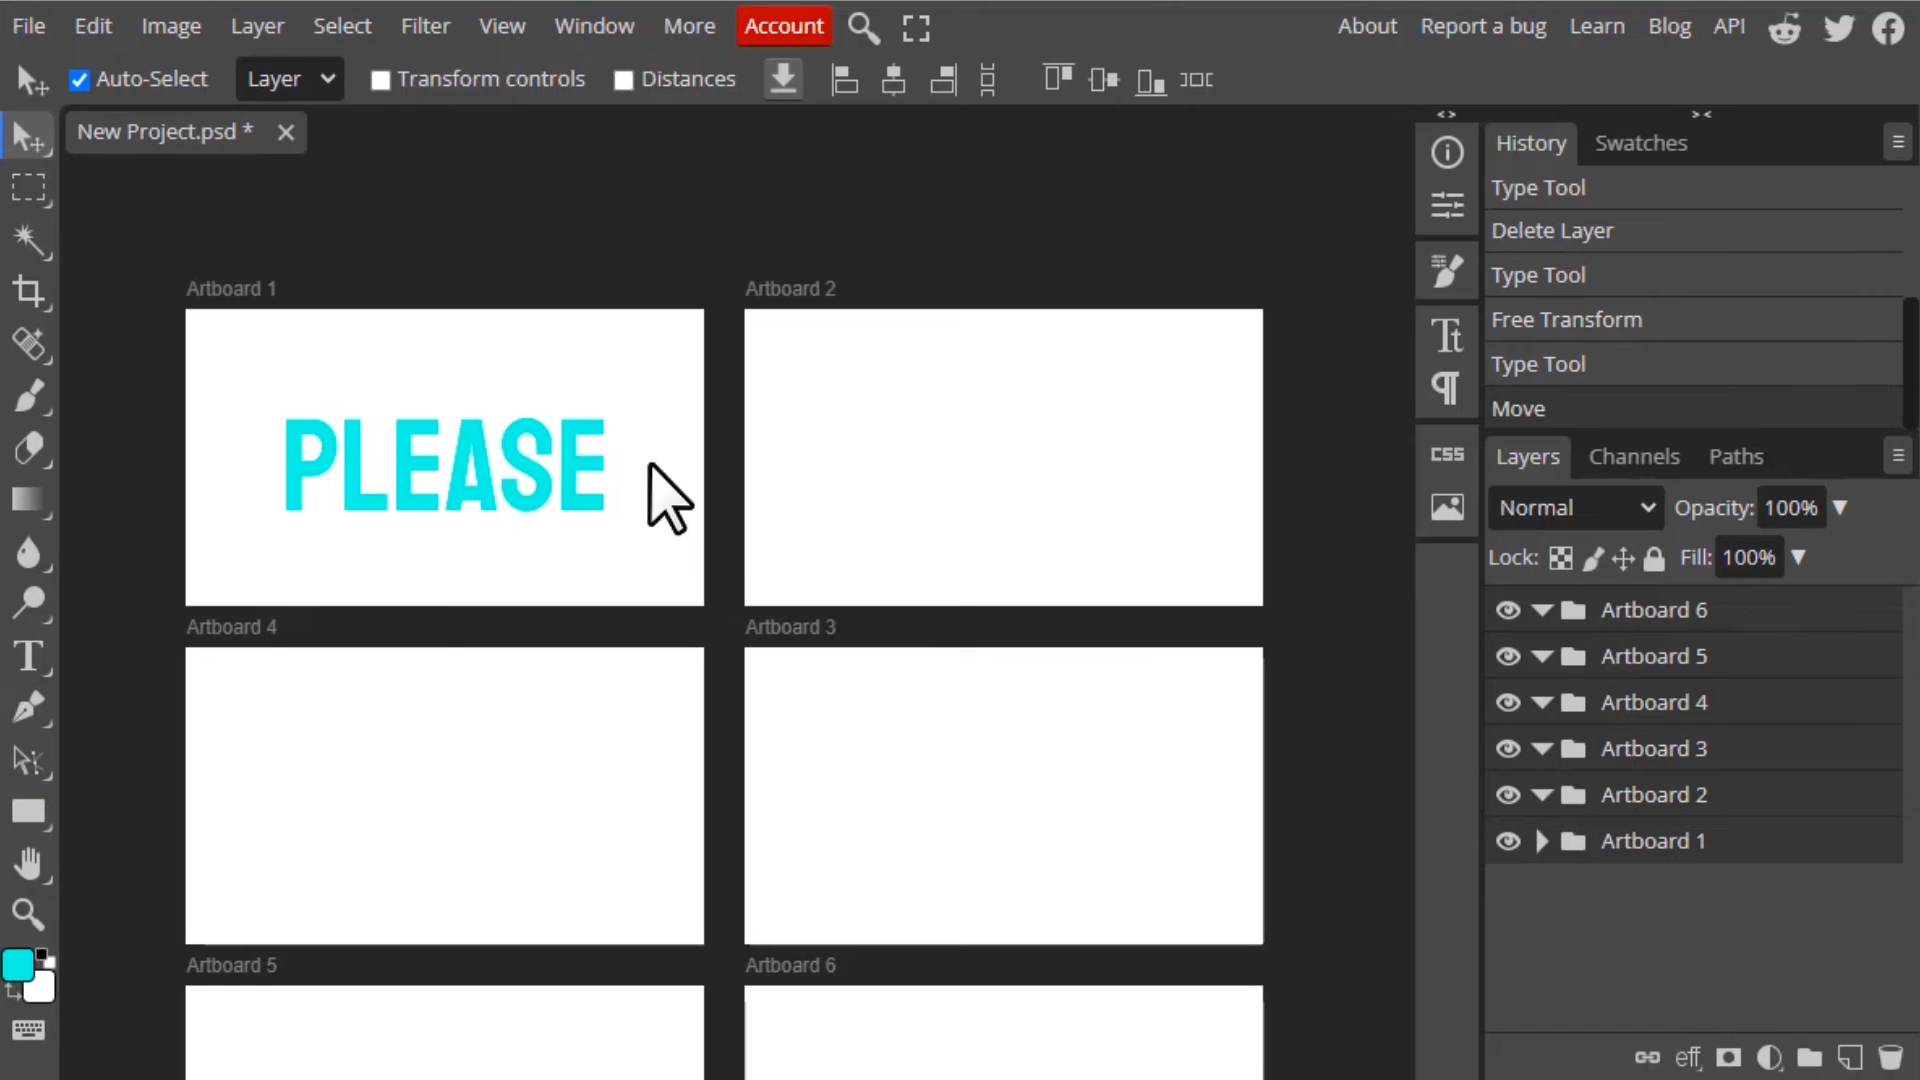 File Edit Image Layer Select Filter View Window More Account About Report a bug Learn Blog API
Auto-Select Layer Transform controls Distances
New Project.psd *
History Swatches
Type Tool
Delete Layer
Type Tool
Free Transform
Type Tool
Move
Artboard 1 Artboard 2
PLEASE
Artboard 4 Artboard 3
Artboard 5 Artboard 6
CSS
Layers Channels Paths
Normal Opacity: 100%
Lock: Fill: 100%
Artboard 6
Artboard 5
Artboard 4
Artboard 3
Artboard 2
Artboard 1
eff